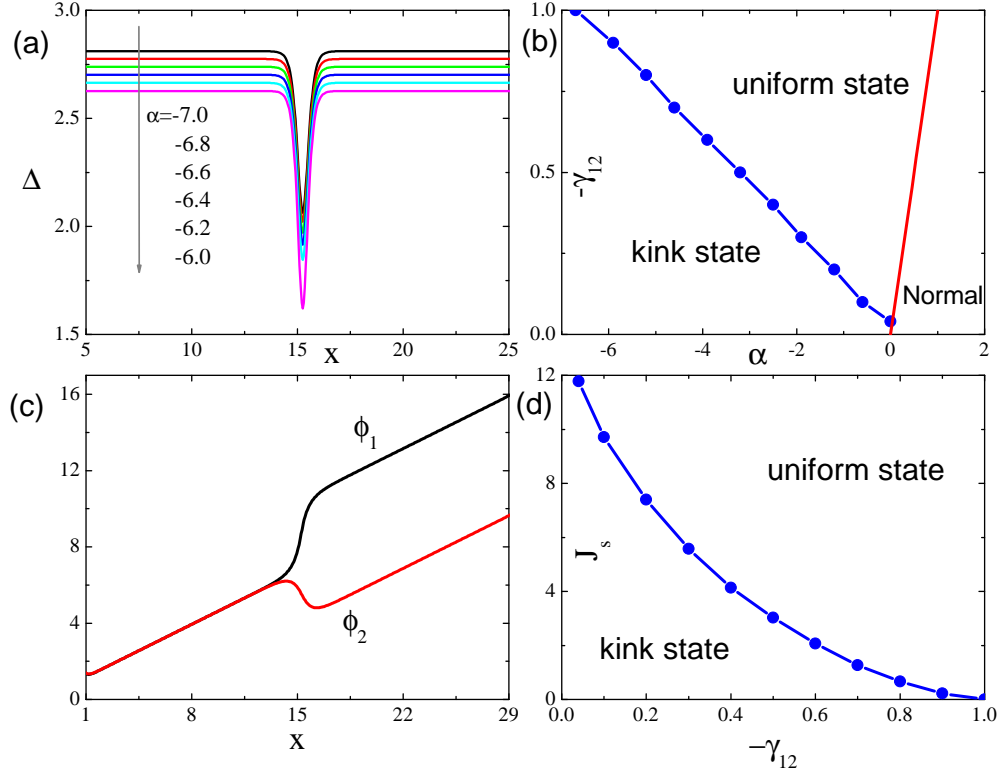 (a)
3.0
2.5
2.0
1.5
Δ
α=-7.0
-6.8
-6.6
-6.4
-6.2
-6.0
5
10
15
20
25
x
(b)
1.0
0.5
0.0
-γ12
uniform state
kink state
Normal
-6
-4
-2
0
2
α
(c)
16
12
8
4
0
ϕ1
ϕ2
1
8
15
22
29
x
(d)
12
8
4
0
Js
uniform state
kink state
0.0
0.2
0.4
0.6
0.8
1.0
−γ12